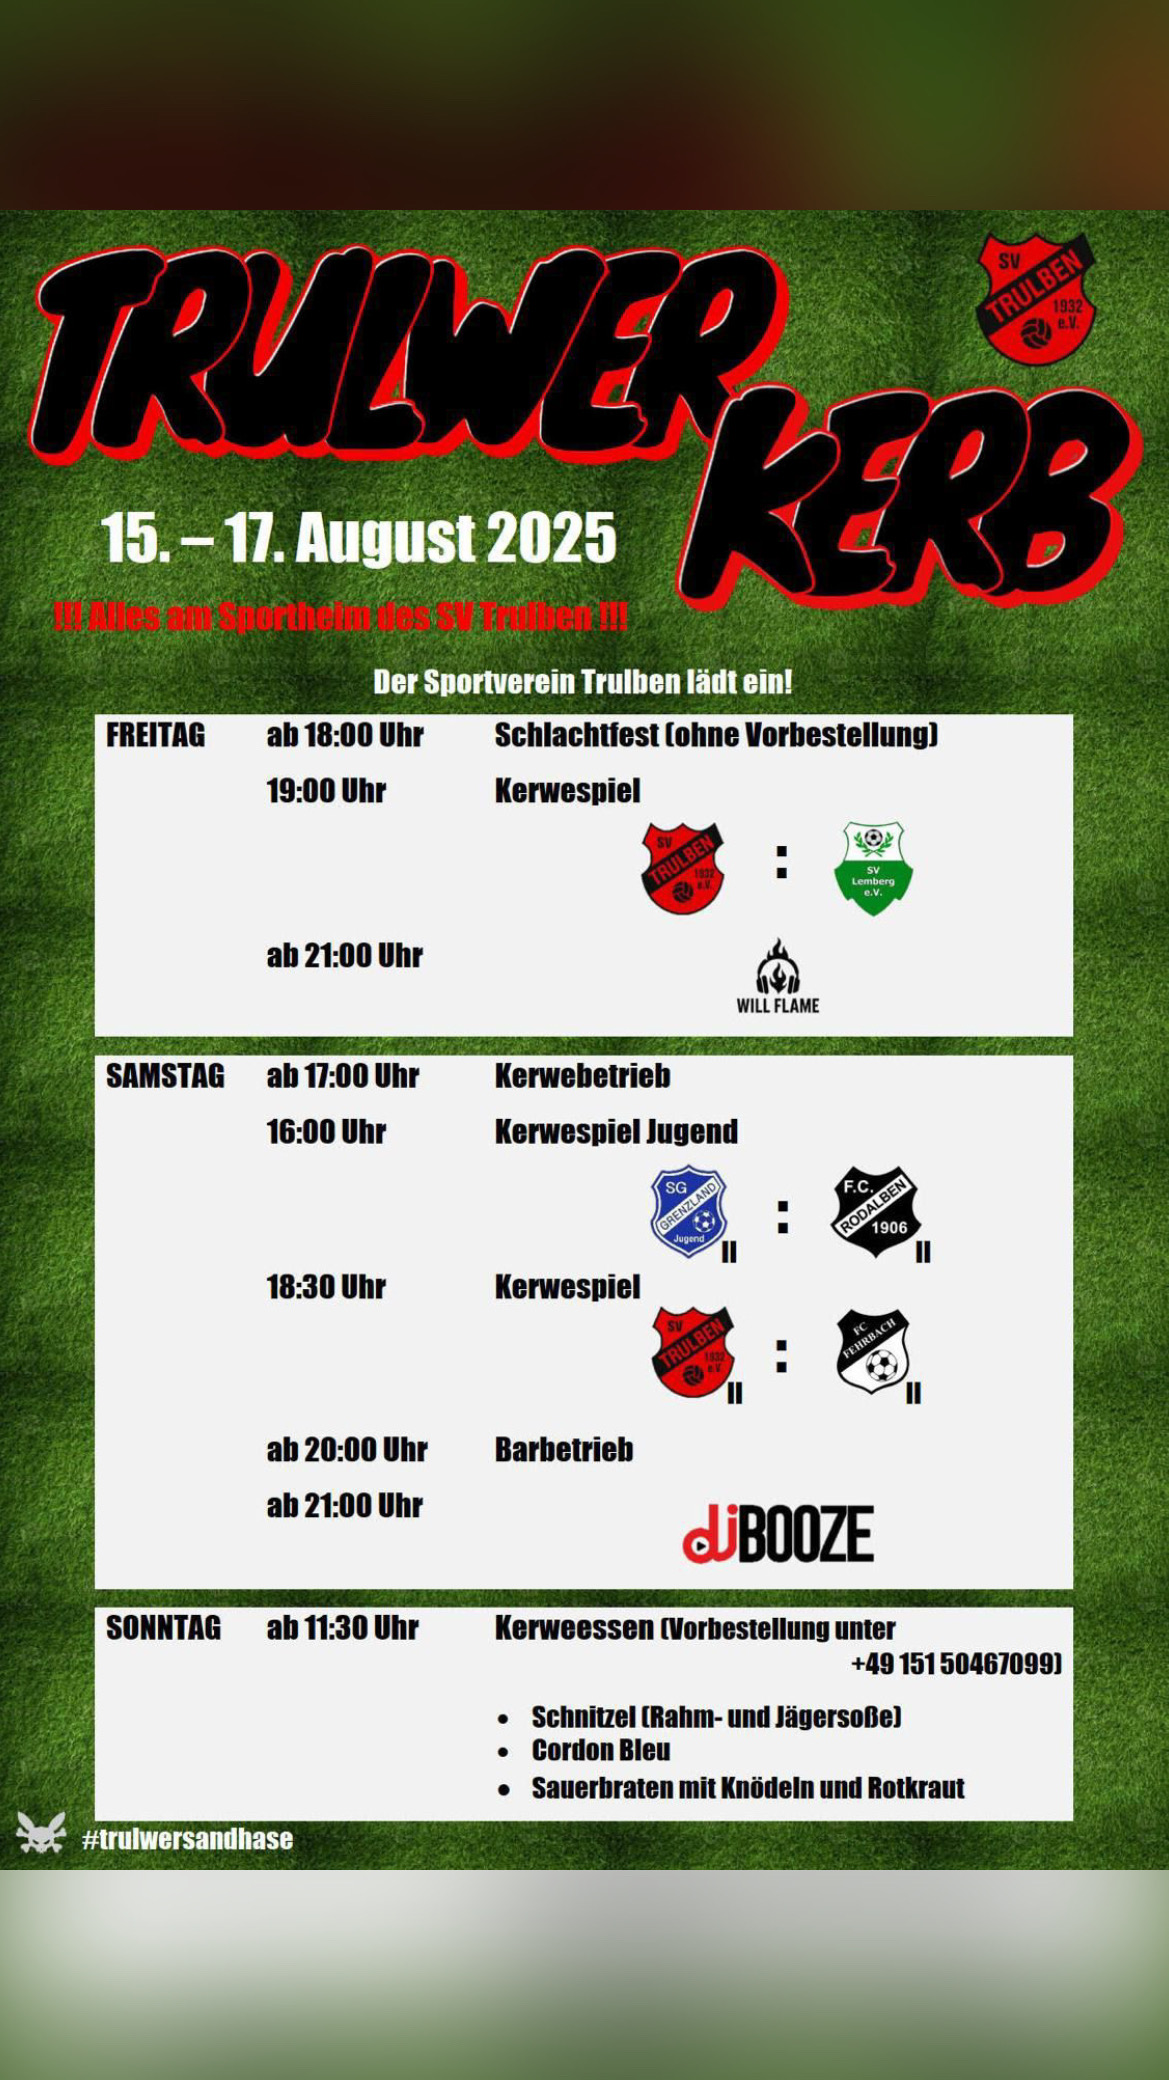 TRULWER
KERB
SV
TRULBEN
1932
e.V.
15. – 17. August 2025
!!! Alles am Sportheim des SV Trulben !!!
Der Sportverein Trulben lädt ein!
FREITAG ab 18:00 Uhr Schlachtfest (ohne Vorbestellung)
19:00 Uhr Kerwespiel
SV
TRULBEN
1932
e.V.
:
SV
Lemberg
e.V.
ab 21:00 Uhr
WILL FLAME
SAMSTAG ab 17:00 Uhr Kerwebetrieb
16:00 Uhr Kerwespiel Jugend
SG
GRENZLAND
Jugend
II
:
F.C.
RODALBEN
1906
II
18:30 Uhr Kerwespiel
SV
TRULBEN
1932
e.V.
II
:
FC
FEHRBACH
II
ab 20:00 Uhr Barbetrieb
ab 21:00 Uhr
dj BOOZE
SONNTAG ab 11:30 Uhr Kerweessen (Vorbestellung unter
+49 151 50467099)
• Schnitzel (Rahm- und Jägersoße)
• Cordon Bleu
• Sauerbraten mit Knödeln und Rotkraut
#trulwersandhase